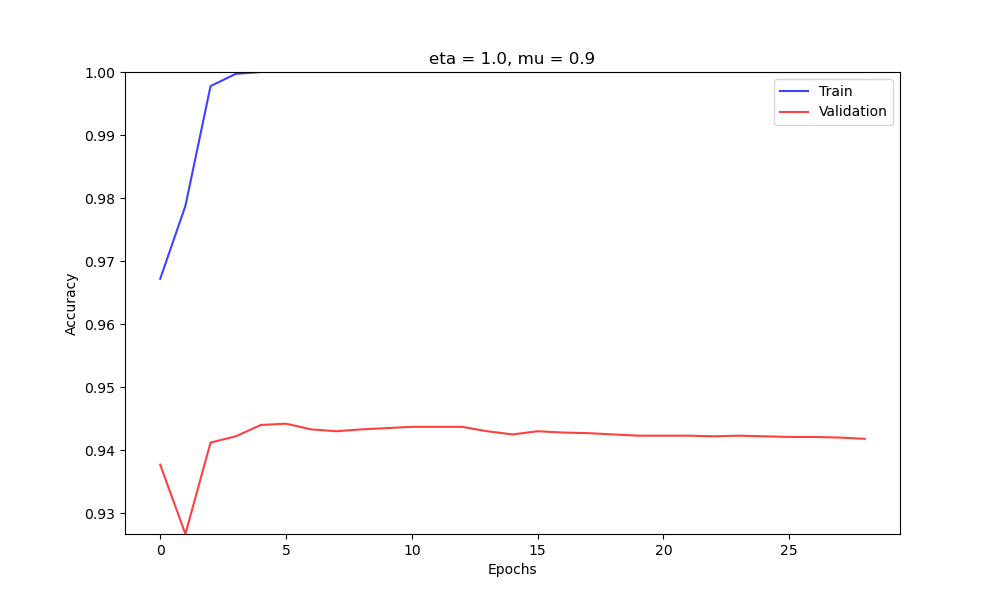 eta = 1.0, mu = 0.9
1.00
0.99
0.98
0.97
0.96
0.95
0.94
0.93
Accuracy
Train
Validation
0 5 10 15 20 25
Epochs